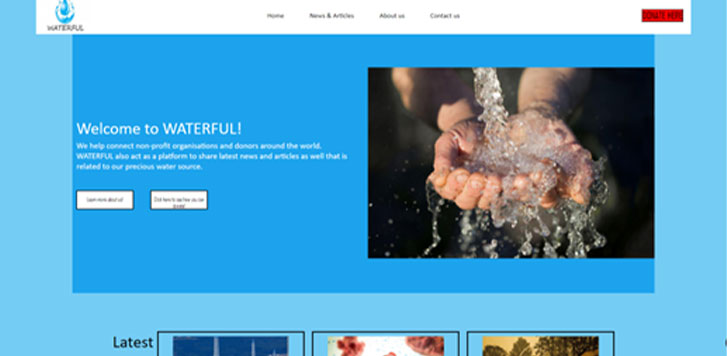 WATERFUL
Home News & Articles About us Contact us
DONATE HERE
Welcome to WATERFUL!
We help connect non-profit organisations and donors around the world.
WATERFUL also act as a platform to share latest news and articles as well that is
related to our precious water source.
Learn more about us!
Click here to see how you can
donate!
Latest